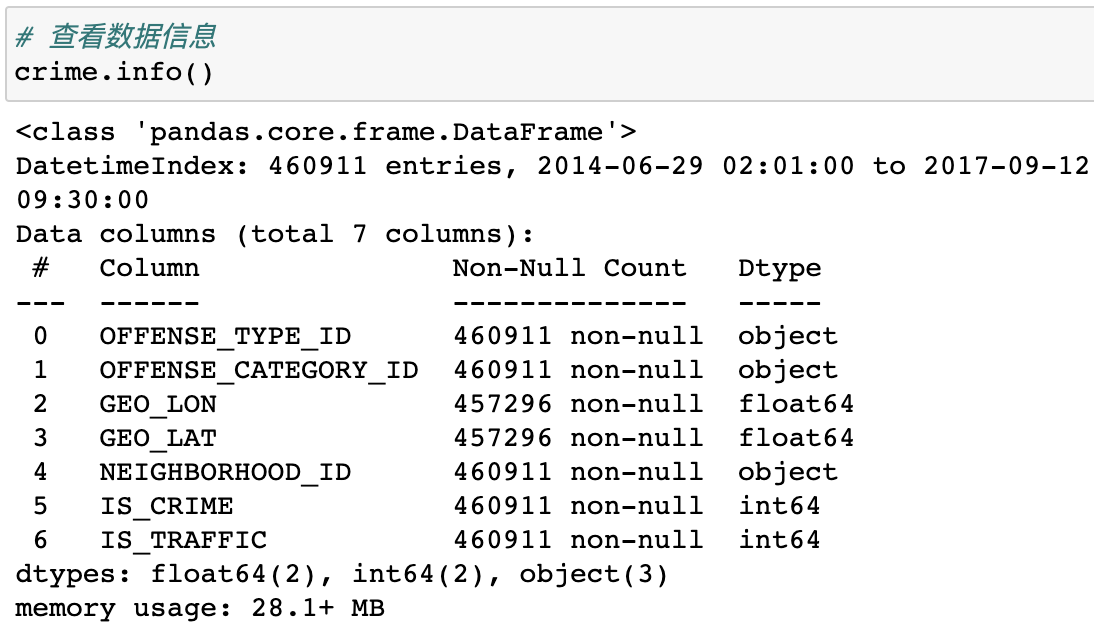 # 查看数据信息
crime.info()
<class 'pandas.core.frame.DataFrame'>
DatetimeIndex: 460911 entries, 2014-06-29 02:01:00 to 2017-09-12
09:30:00
Data columns (total 7 columns):
 #   Column               Non-Null Count   Dtype
---  ------               --------------   -----
 0   OFFENSE_TYPE_ID      460911 non-null  object
 1   OFFENSE_CATEGORY_ID  460911 non-null  object
 2   GEO_LON              457296 non-null  float64
 3   GEO_LAT              457296 non-null  float64
 4   NEIGHBORHOOD_ID      460911 non-null  object
 5   IS_CRIME             460911 non-null  int64
 6   IS_TRAFFIC           460911 non-null  int64
dtypes: float64(2), int64(2), object(3)
memory usage: 28.1+ MB